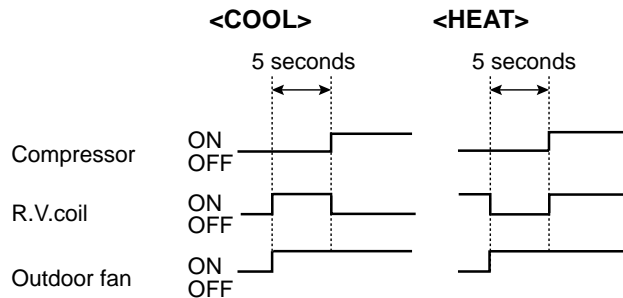 <COOL> <HEAT>
5 seconds 5 seconds
Compressor ON
OFF
R.V.coil ON
OFF
Outdoor fan ON
OFF